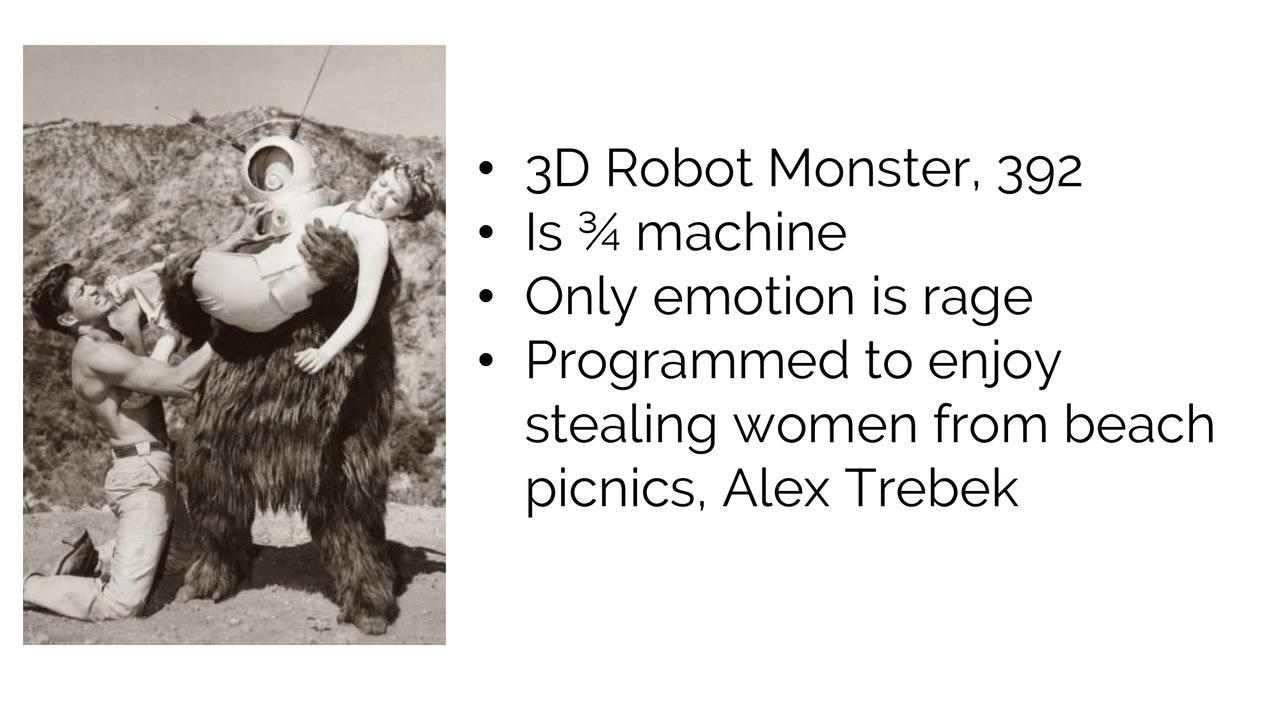 • 3D Robot Monster, 392
• Is ¾ machine
• Only emotion is rage
• Programmed to enjoy
stealing women from beach
picnics, Alex Trebek